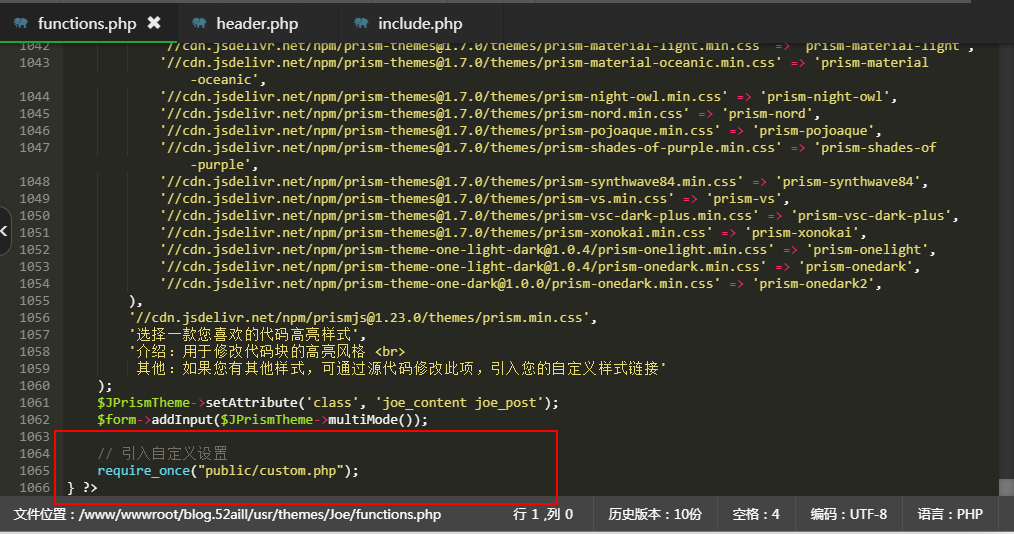 functions.php ✖ header.php include.php
1042 '//cdn.jsdelivr.net/npm/prism-themes@1.7.0/themes/prism-material-light.min.css' => 'prism-material-light',
1043 '//cdn.jsdelivr.net/npm/prism-themes@1.7.0/themes/prism-material-oceanic.min.css' => 'prism-material
-oceanic',
1044 '//cdn.jsdelivr.net/npm/prism-themes@1.7.0/themes/prism-night-owl.min.css' => 'prism-night-owl',
1045 '//cdn.jsdelivr.net/npm/prism-themes@1.7.0/themes/prism-nord.min.css' => 'prism-nord',
1046 '//cdn.jsdelivr.net/npm/prism-themes@1.7.0/themes/prism-pojoaque.min.css' => 'prism-pojoaque',
1047 '//cdn.jsdelivr.net/npm/prism-themes@1.7.0/themes/prism-shades-of-purple.min.css' => 'prism-shades-of
-purple',
1048 '//cdn.jsdelivr.net/npm/prism-themes@1.7.0/themes/prism-synthwave84.min.css' => 'prism-synthwave84',
1049 '//cdn.jsdelivr.net/npm/prism-themes@1.7.0/themes/prism-vs.min.css' => 'prism-vs',
1050 '//cdn.jsdelivr.net/npm/prism-themes@1.7.0/themes/prism-vsc-dark-plus.min.css' => 'prism-vsc-dark-plus',
1051 '//cdn.jsdelivr.net/npm/prism-themes@1.7.0/themes/prism-xonokai.min.css' => 'prism-xonokai',
1052 '//cdn.jsdelivr.net/npm/prism-theme-one-light-dark@1.0.4/prism-onelight.min.css' => 'prism-onelight',
1053 '//cdn.jsdelivr.net/npm/prism-theme-one-light-dark@1.0.4/prism-onedark.min.css' => 'prism-onedark',
1054 '//cdn.jsdelivr.net/npm/prism-theme-one-dark@1.0.0/prism-onedark.min.css' => 'prism-onedark2',
1055 ),
1056 '//cdn.jsdelivr.net/npm/prismjs@1.23.0/themes/prism.min.css',
1057 '选择一款您喜欢的代码高亮样式',
1058 '介绍：用于修改代码块的高亮风格 <br>
1059 其他：如果您有其他样式，可通过源代码修改此项，引入您的自定义样式链接'
1060 );
1061 $JPrismTheme->setAttribute('class', 'joe_content joe_post');
1062 $form->addInput($JPrismTheme->multiMode());
1063
1064 // 引入自定义设置
1065 require_once("public/custom.php");
1066 } ?>
文件位置：/www/wwwroot/blog.52aill/usr/themes/Joe/functions.php 行 1 ,列 0 历史版本：10份 空格：4 编码：UTF-8 语言：PHP